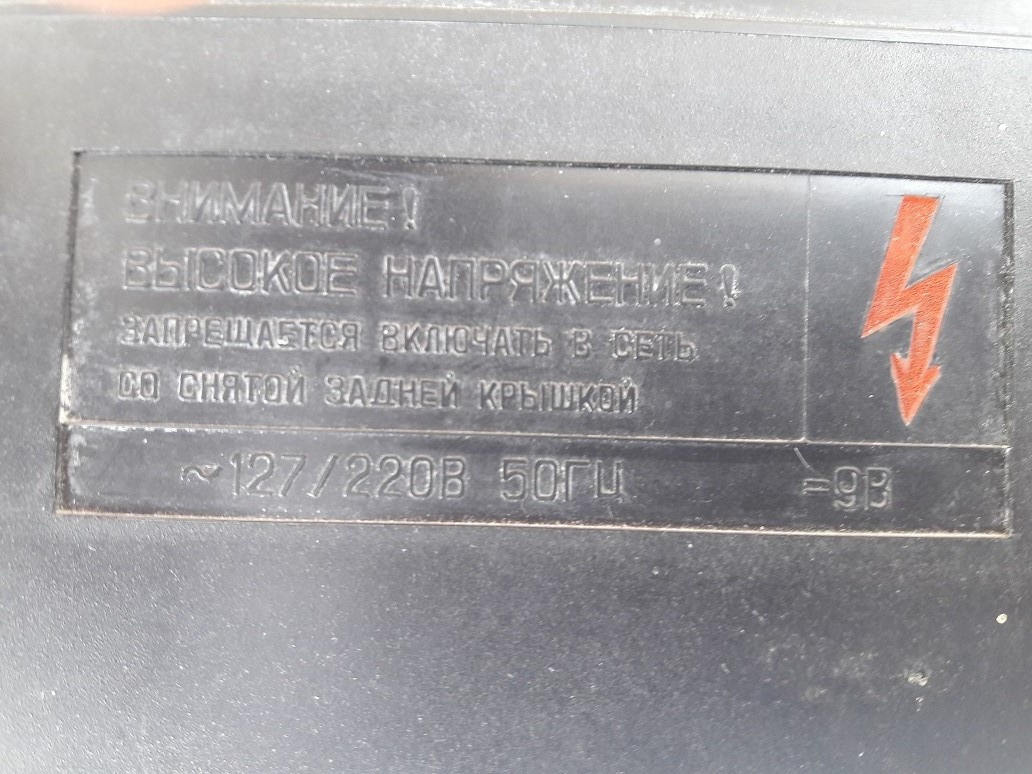 ВНИМАНИЕ!
ВЫСОКОЕ НАПРЯЖЕНИЕ!
ЗАПРЕЩАЕТСЯ ВКЛЮЧАТЬ В СЕТЬ
СО СНЯТОЙ ЗАДНЕЙ КРЫШКОЙ
~127/220В 50ГЦ =9В